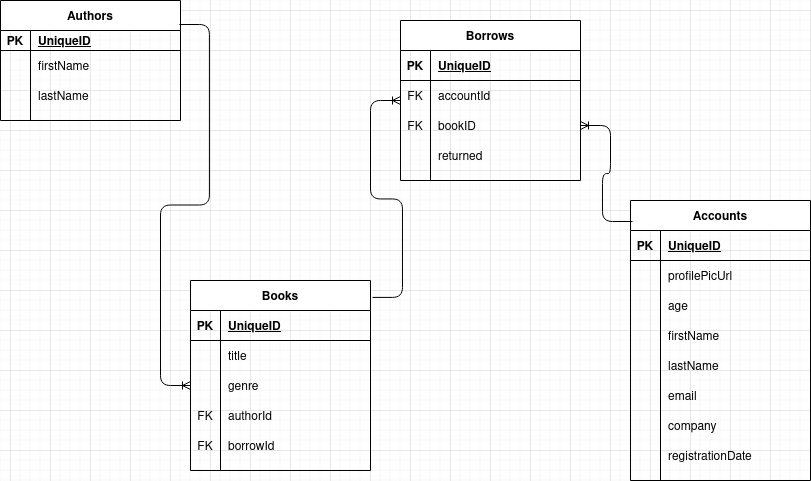 Authors
PK UniqueID
firstName
lastName
Borrows
PK UniqueID
FK accountId
FK bookID
returned
Accounts
PK UniqueID
profilePicUrl
age
firstName
lastName
email
company
registrationDate
Books
PK UniqueID
title
genre
FK authorId
FK borrowId